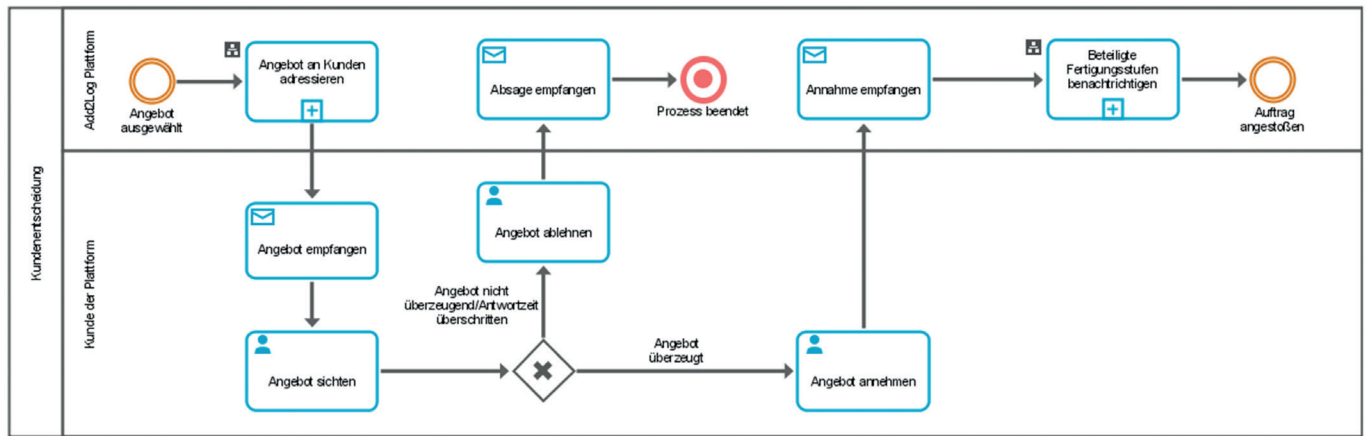 Kundenentscheidung
Add2Log Plattform
Angebot
ausgewählt
Angebot an Kunden
adressieren
Absage empfangen
Prozess beendet
Annahme empfangen
Beteiligte
Fertigungsstufen
benachtrichtigen
Auftrag
angestoßen
Kunde der Plattform
Angebot empfangen
Angebot sichten
Angebot ablehnen
Angebot nicht
überzeugend/Antwortzeit
überschritten
Angebot
überzeugt
Angebot annehmen